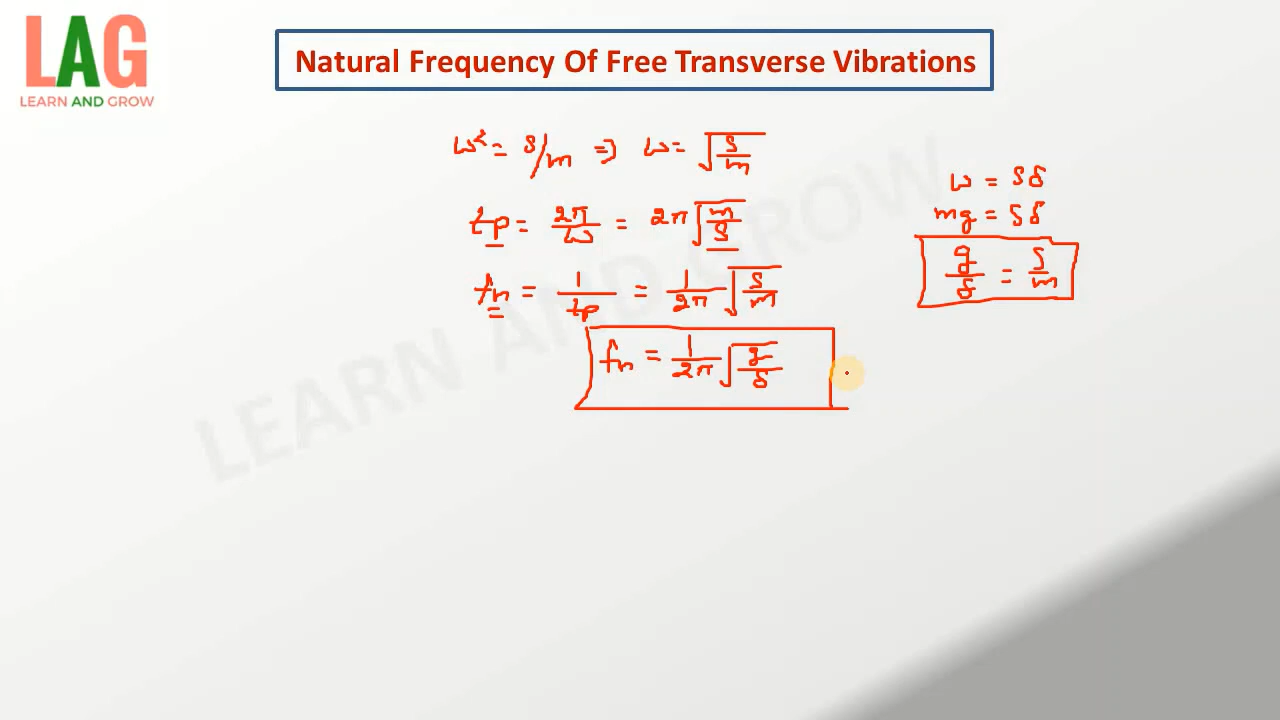 LAG
LEARN AND GROW
Natural Frequency Of Free Transverse Vibrations
ω² = s/m ⇒ ω = √(s/m)
tp = 2π/ω = 2π√(m/s)
fn = 1/tp = 1/2π √(s/m)
fn = 1/2π √(g/δ)
W = sδ
mg = sδ
g/δ = s/m
LEARN AND GROW